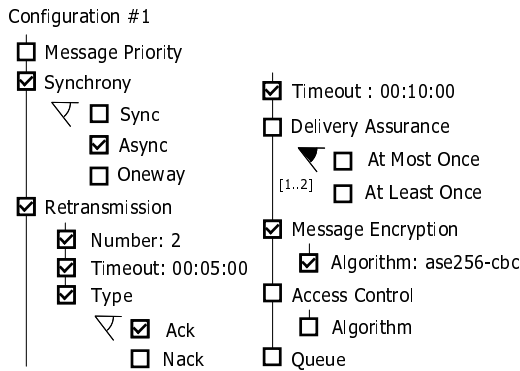 Configuration #1
Message Priority
Synchrony
Sync
Async
Oneway
Retransmission
Number: 2
Timeout: 00:05:00
Type
Ack
Nack
Timeout : 00:10:00
Delivery Assurance
At Most Once
[1..2]
At Least Once
Message Encryption
Algorithm: ase256-cbc
Access Control
Algorithm
Queue